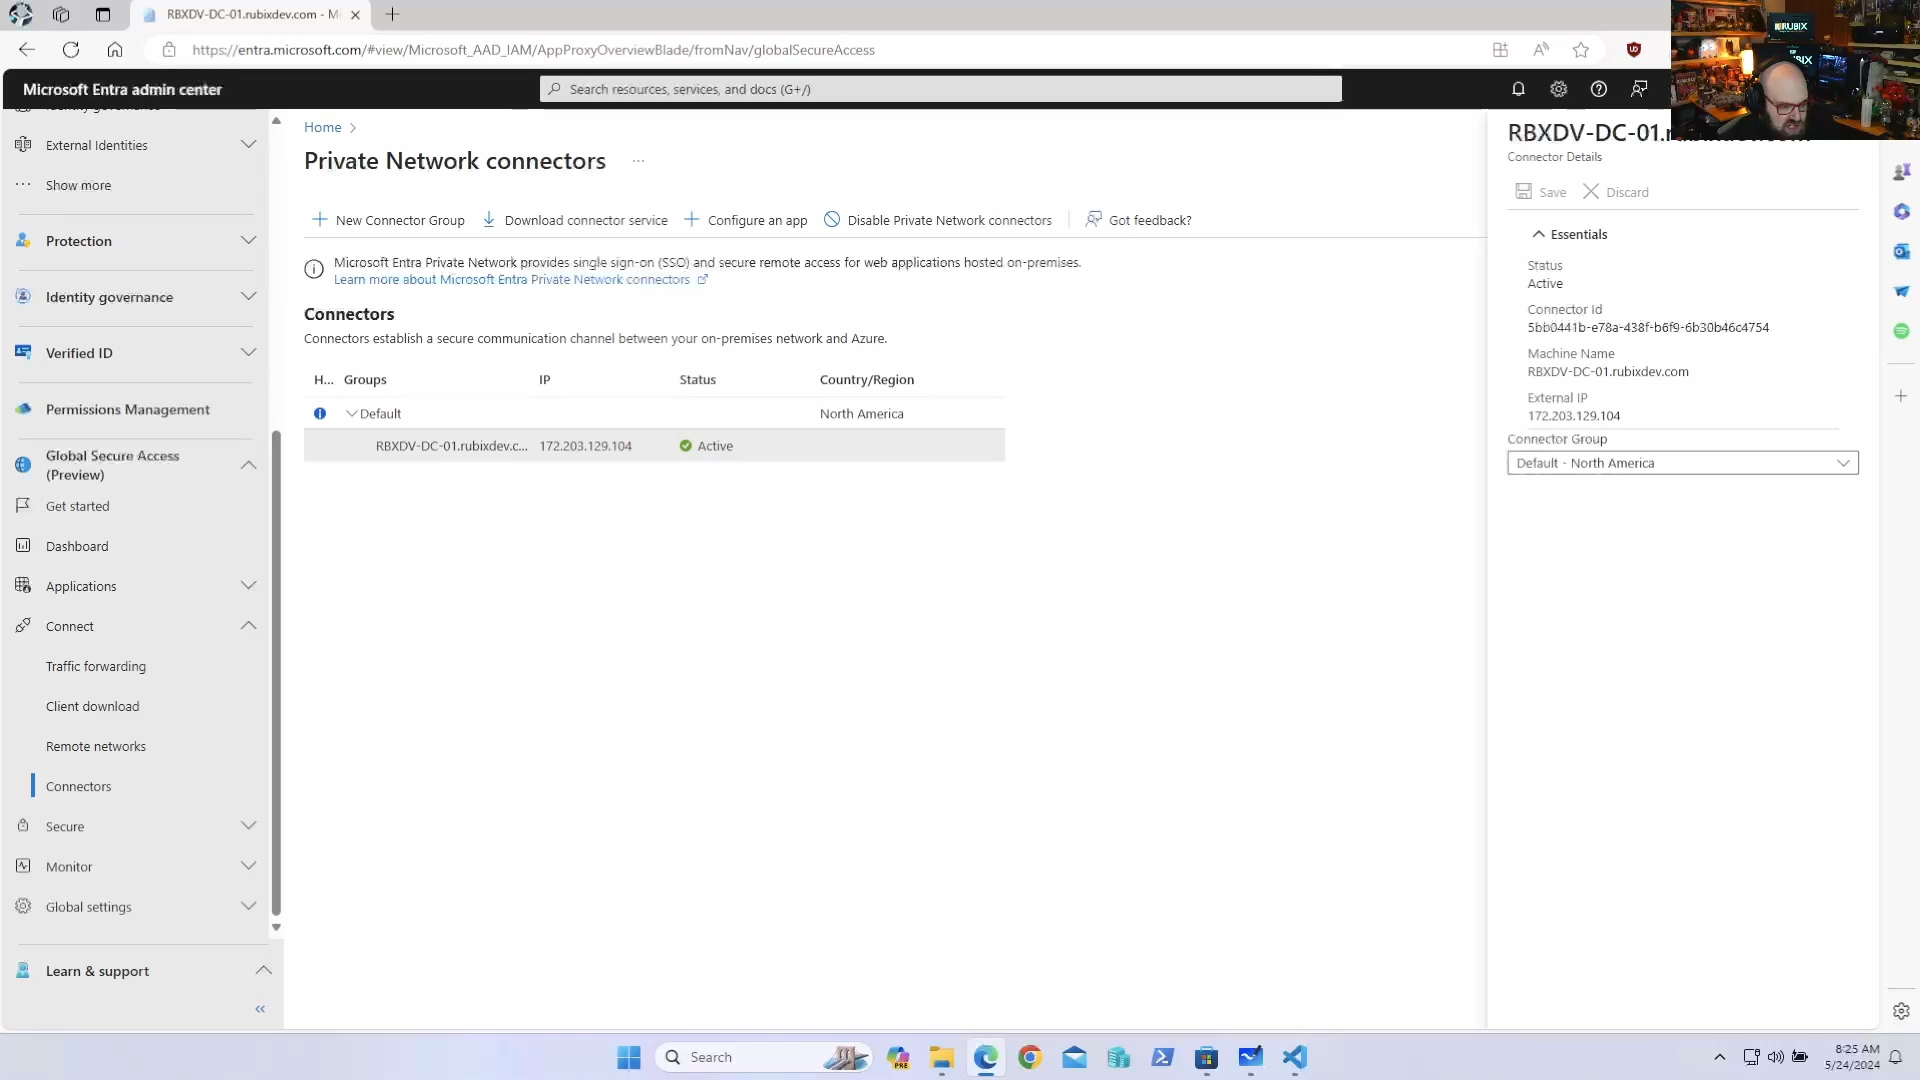 RBXDV-DC-01.rubixdev.com - M
https://entra.microsoft.com/#view/Microsoft_AAD_IAM/AppProxyOverviewBlade/fromNav/globalSecureAccess
Microsoft Entra admin center
Search resources, services, and docs (G+/)
Identity governance
External Identities
Show more
Protection
Identity governance
Verified ID
Permissions Management
Global Secure Access
(Preview)
Get started
Dashboard
Applications
Connect
Traffic forwarding
Client download
Remote networks
Connectors
Secure
Monitor
Global settings
Learn & support
Home
Private Network connectors
New Connector Group
Download connector service
Configure an app
Disable Private Network connectors
Got feedback?
Microsoft Entra Private Network provides single sign-on (SSO) and secure remote access for web applications hosted on-premises.
Learn more about Microsoft Entra Private Network connectors
Connectors
Connectors establish a secure communication channel between your on-premises network and Azure.
H... Groups IP Status Country/Region
Default North America
RBXDV-DC-01.rubixdev.c... 172.203.129.104 Active
RBXDV-DC-01.
Connector Details
Save
Discard
Essentials
Status
Active
Connector Id
5bb0441b-e78a-438f-b6f9-6b30b46c4754
Machine Name
RBXDV-DC-01.rubixdev.com
External IP
172.203.129.104
Connector Group
Default - North America
RUBIX
Search
PRE
8:25 AM
5/24/2024